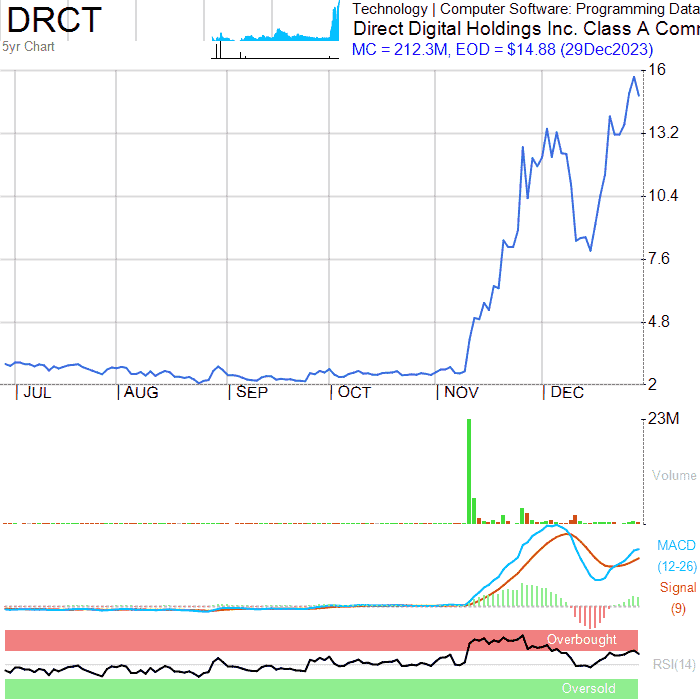 DRCT
5yr Chart
Technology | Computer Software: Programming Data
Direct Digital Holdings Inc. Class A Com
MC = 212.3M, EOD = $14.88 (29Dec2023)
16
13.2
10.4
7.6
4.8
2
JUL AUG SEP OCT NOV DEC
23M
Volume
MACD
(12-26)
Signal
(9)
Overbought
RSI(14)
Oversold